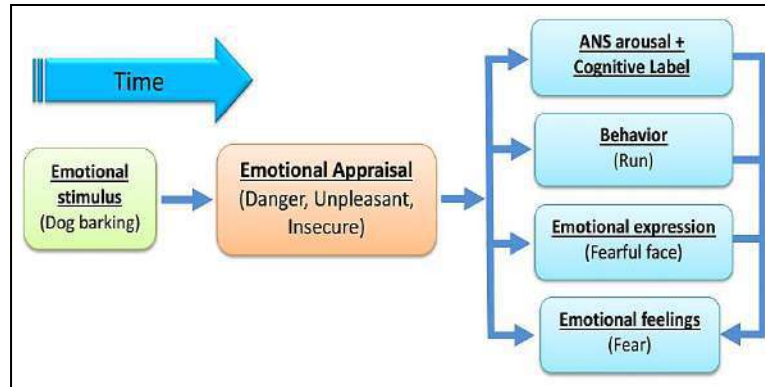 Time
Emotional
stimulus
(Dog barking)
Emotional Appraisal
(Danger, Unpleasant,
Insecure)
ANS arousal +
Cognitive Label
Behavior
(Run)
Emotional expression
(Fearful face)
Emotional feelings
(Fear)